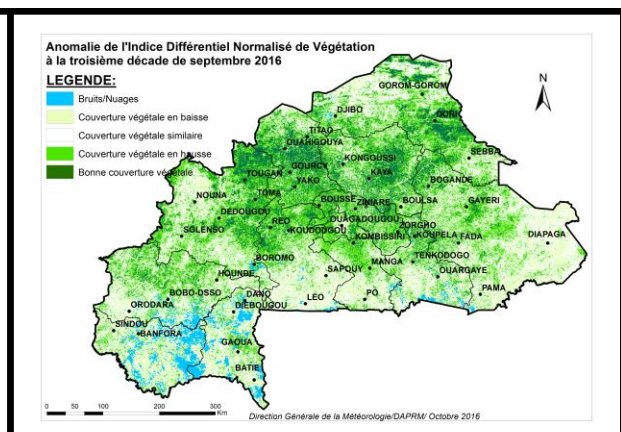 Anomalie de l'Indice Différentiel Normalisé de Végétation
à la troisième décade de septembre 2016
LEGENDE:
Bruits/Nuages
Couverture végétale en baisse
Couverture végétale similaire
Couverture végétale en hausse
Bonne couverture végétale
N
GOROM-GOROM
DJIBO
DORI
TITAO
OUAHIGOUYA
SEBBA
KONGOUSSI
GOURCY
TOUGAN
KAYA
YAKO
BOGANDE
NOUNA
TOMA
BOUSSE
ZINIARE
BOULSA
GAYERI
DEDOUGOU
REO
OUAGADOUGOU
ZORGHO
SOLENSO
KOUDOUGOU
KOMBISSIRI
KOUPELA
FADA
DIAPAGA
BOROMO
TENKODOGO
MANGA
HOUNDE
SAPOUY
OUARGAYE
BOBO-DSSO
DANO
LEO
PÔ
PAMA
ORODARA
DIEBOUGOU
SINDOU
BANFORA
GAOUA
BATIE
0 50 100 200 300
Km
Direction Générale de la Météorologie/DAPRM/ Octobre 2016